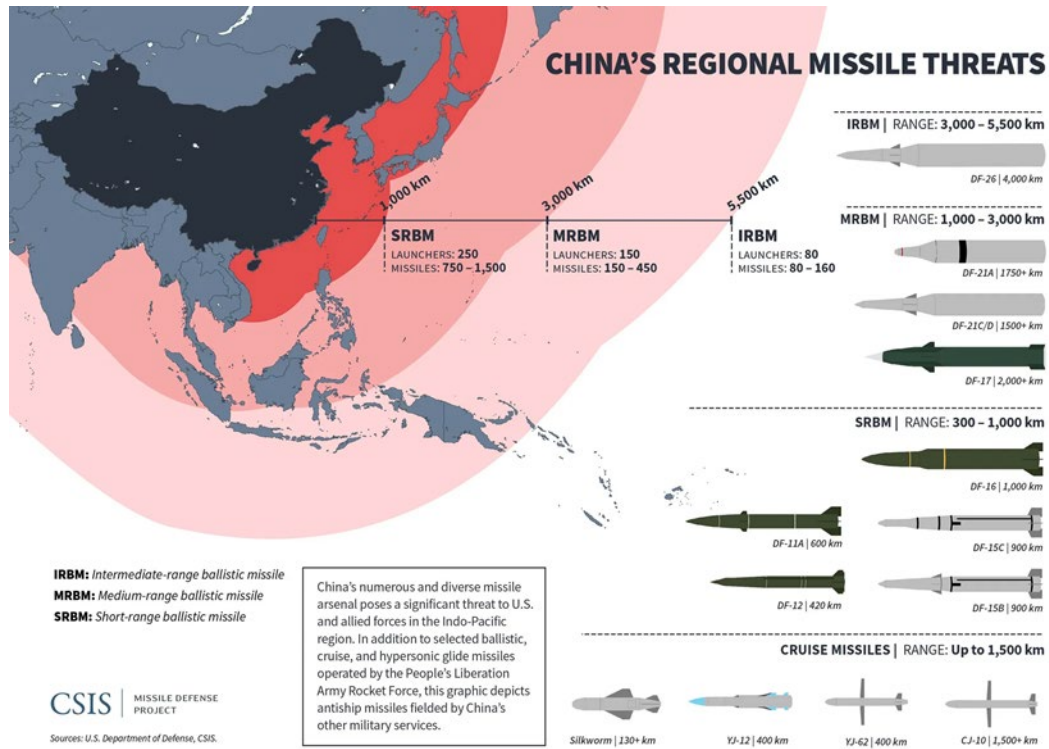 CHINA'S REGIONAL MISSILE THREATS
IRBM | RANGE: 3,000 – 5,500 km
DF-26 | 4,000 km
MRBM | RANGE: 1,000 – 3,000 km
DF-21A | 1750+ km
DF-21C/D | 1500+ km
DF-17 | 2,000+ km
SRBM | RANGE: 300 – 1,000 km
DF-16 | 1,000 km
DF-11A | 600 km
DF-15C | 900 km
DF-12 | 420 km
DF-15B | 900 km
CRUISE MISSILES | RANGE: Up to 1,500 km
Silkworm | 130+ km
YJ-12 | 400 km
YJ-62 | 400 km
CJ-10 | 1,500+ km
1,000 km
3,000 km
5,500 km
SRBM
LAUNCHERS: 250
MISSILES: 750 – 1,500
MRBM
LAUNCHERS: 150
MISSILES: 150 – 450
IRBM
LAUNCHERS: 80
MISSILES: 80 – 160
IRBM: Intermediate-range ballistic missile
MRBM: Medium-range ballistic missile
SRBM: Short-range ballistic missile
China's numerous and diverse missile
arsenal poses a significant threat to U.S.
and allied forces in the Indo-Pacific
region. In addition to selected ballistic,
cruise, and hypersonic glide missiles
operated by the People's Liberation
Army Rocket Force, this graphic depicts
antiship missiles fielded by China's
other military services.
CSIS | MISSILE DEFENSE
PROJECT
Sources: U.S. Department of Defense, CSIS.